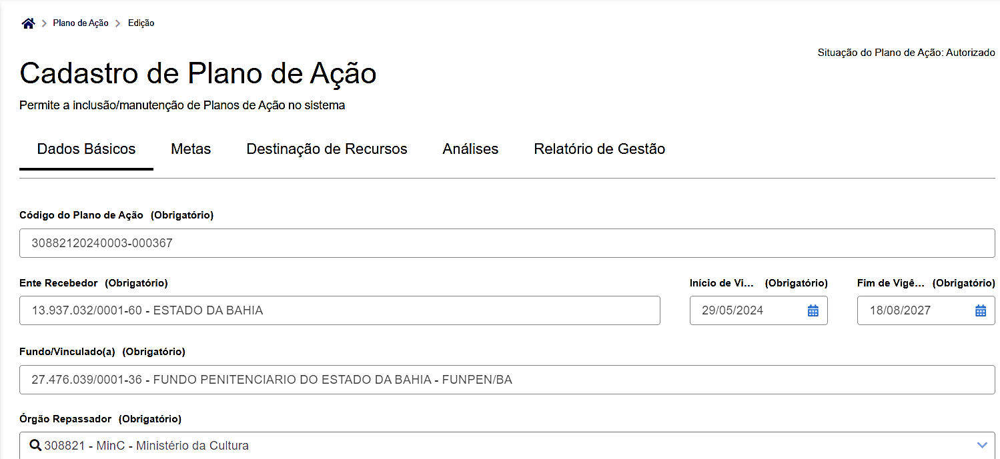 Plano de Ação Edição
Situação do Plano de Ação: Autorizado
Cadastro de Plano de Ação
Permite a inclusão/manutenção de Planos de Ação no sistema
Dados Básicos Metas Destinação de Recursos Análises Relatório de Gestão
Código do Plano de Ação (Obrigatório)
30882120240003-000367
Ente Recebedor (Obrigatório) Início de Vi... (Obrigatório) Fim de Vigê... (Obrigatório)
13.937.032/0001-60 - ESTADO DA BAHIA 29/05/2024 18/08/2027
Fundo/Vinculado(a) (Obrigatório)
27.476.039/0001-36 - FUNDO PENITENCIARIO DO ESTADO DA BAHIA - FUNPEN/BA
Órgão Repassador (Obrigatório)
308821 - MinC - Ministério da Cultura